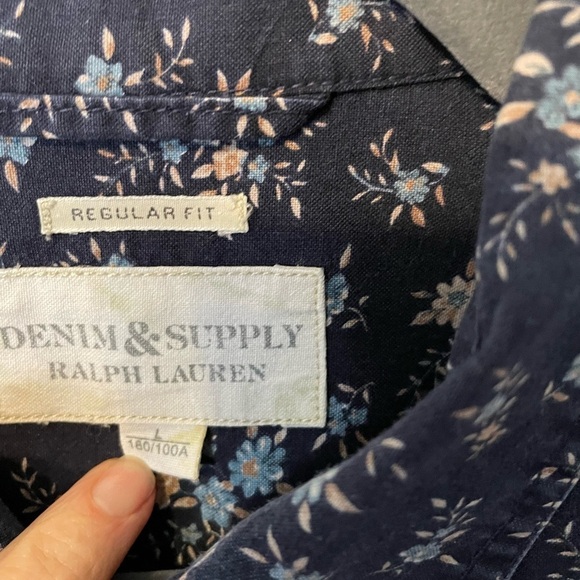 REGULAR FIT
DENIM & SUPPLY
RALPH LAUREN
L
180/100A